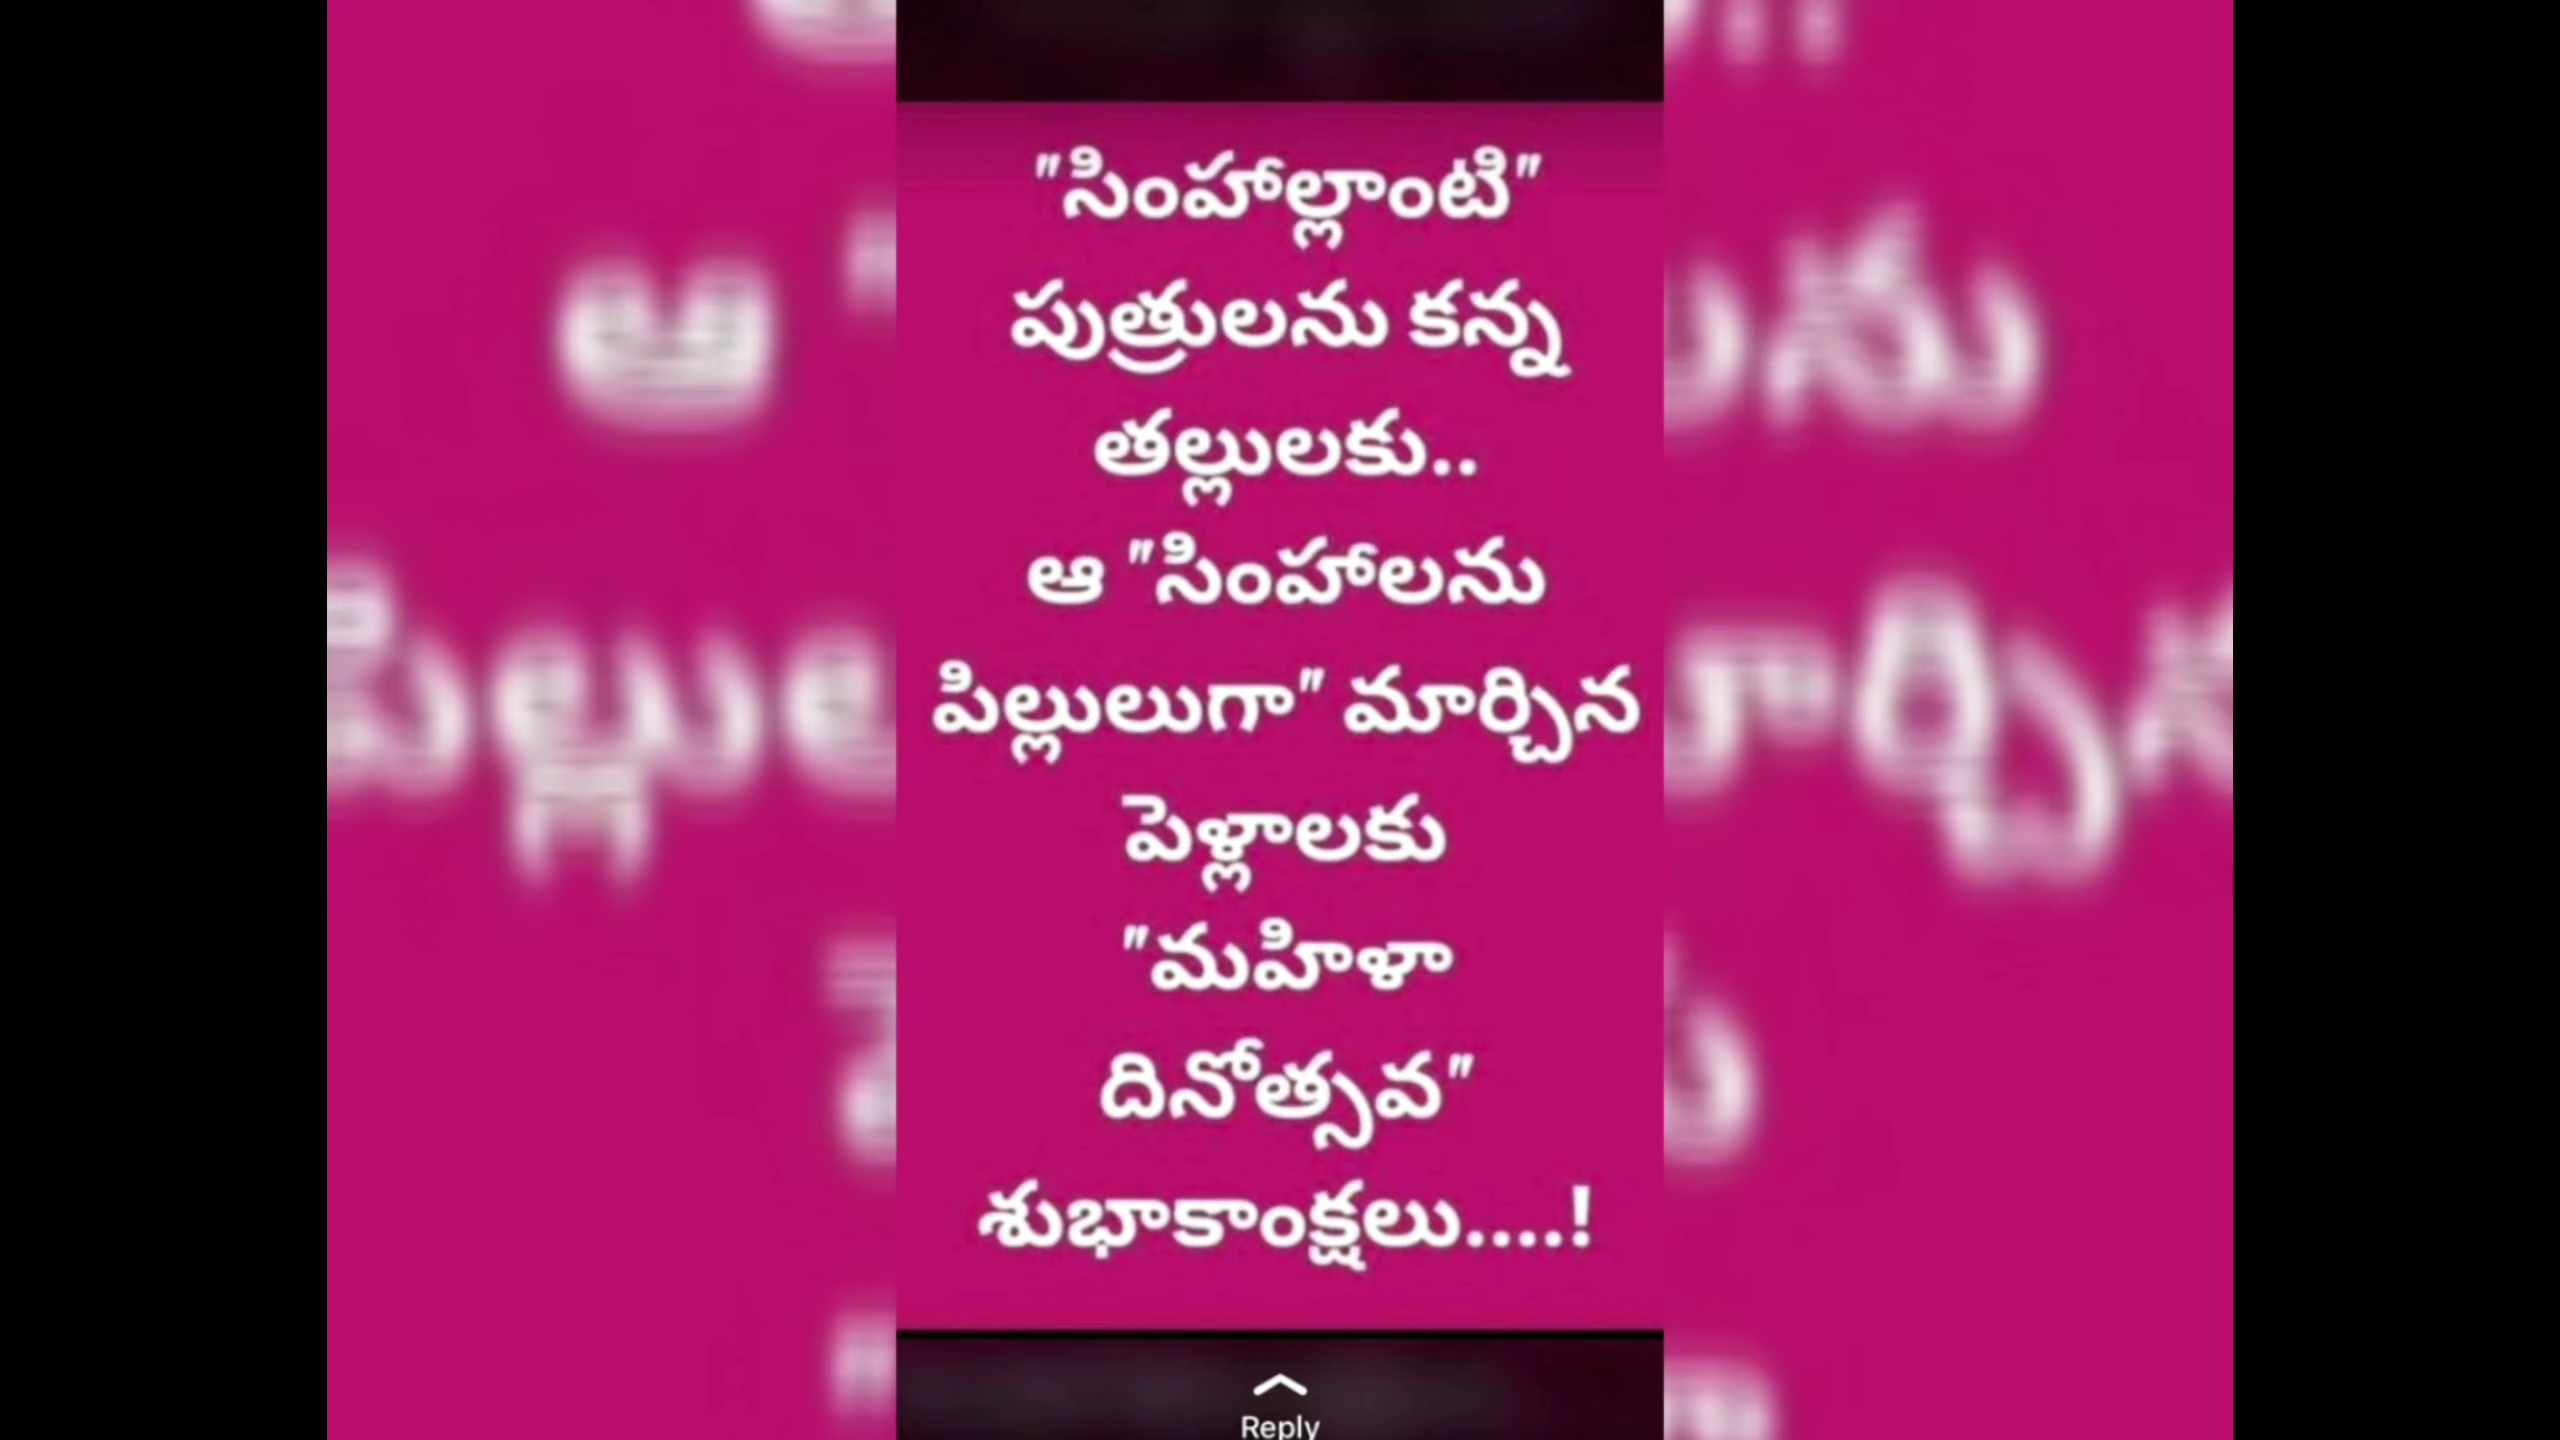 "సింహాల్లాంటి"
పుత్రులను కన్న
తల్లులకు..
ఆ "సింహాలను
పిల్లులుగా" మార్చిన
పెళ్లాలకు
"మహిళా
దినోత్సవ"
శుభాకాంక్షలు....!
Reply